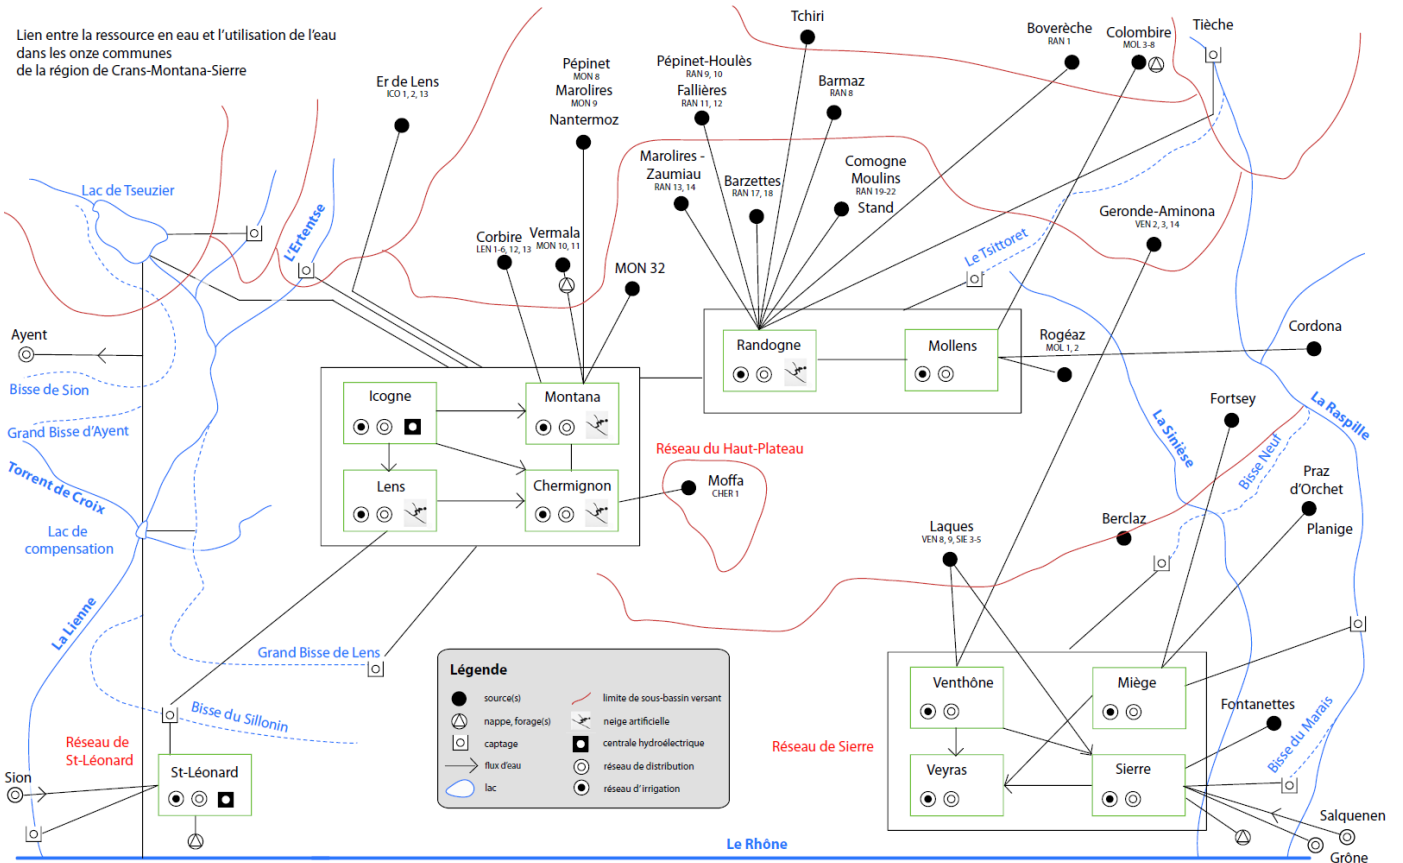 Lien entre la ressource en eau et l'utilisation de l'eau
dans les onze communes
de la région de Crans-Montana-Sierre
Tchiri
Boverèche
RAN 1
Colombire
MOL 3-8
Tièche
Er de Lens
ICO 1, 2, 13
Pépinet
MON 8
Marolires
MON 9
Nantermoz
Pépinet-Houlès
RAN 9, 10
Fallières
RAN 11, 12
Barmaz
RAN 8
Marolires -
Zaumiau
RAN 13, 14
Barzettes
RAN 17, 18
Comogne
Moulins
RAN 19-22
Stand
Lac de Tseuzier
L'Ertentse
Corbire
LEN 1-6, 12, 13
Vermala
MON 10, 11
MON 32
Geronde-Aminona
VEN 2, 3, 14
Le Tsittoret
Ayent
Bisse de Sion
Grand Bisse d'Ayent
Torrent de Croix
Lac de
compensation
La Lienne
Icogne
Montana
Lens
Chermignon
Randogne
Mollens
Rogéaz
MOL 1, 2
Cordona
Réseau du Haut-Plateau
Moffa
CHER 1
La Sinièse
Fortsey
La Raspille
Bisse Neuf
Praz
d'Orchet
Planige
Berclaz
Laques
VEN 8, 9, SIE 3-5
Grand Bisse de Lens
Bisse du Sillonin
Réseau de
St-Léonard
St-Léonard
Sion
Légende
source(s)
nappe, forage(s)
captage
flux d'eau
lac
limite de sous-bassin versant
neige artificielle
centrale hydroélectrique
réseau de distribution
réseau d'irrigation
Réseau de Sierre
Venthône
Miège
Veyras
Sierre
Fontanettes
Bisse du Marais
Salquenen
Grône
Le Rhône